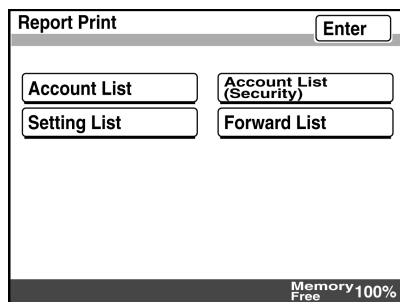 Report Print
Enter
Account List
Account List
(Security)
Setting List
Forward List
Memory
Free 100%